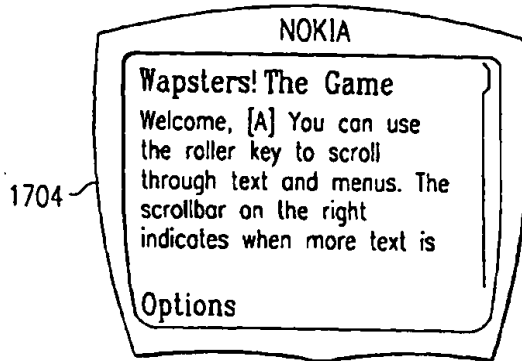 NOKIA
Wapsters! The Game
Welcome, [A] You can use
the roller key to scroll
through text and menus. The
scrollbar on the right
indicates when more text is
1704
Options